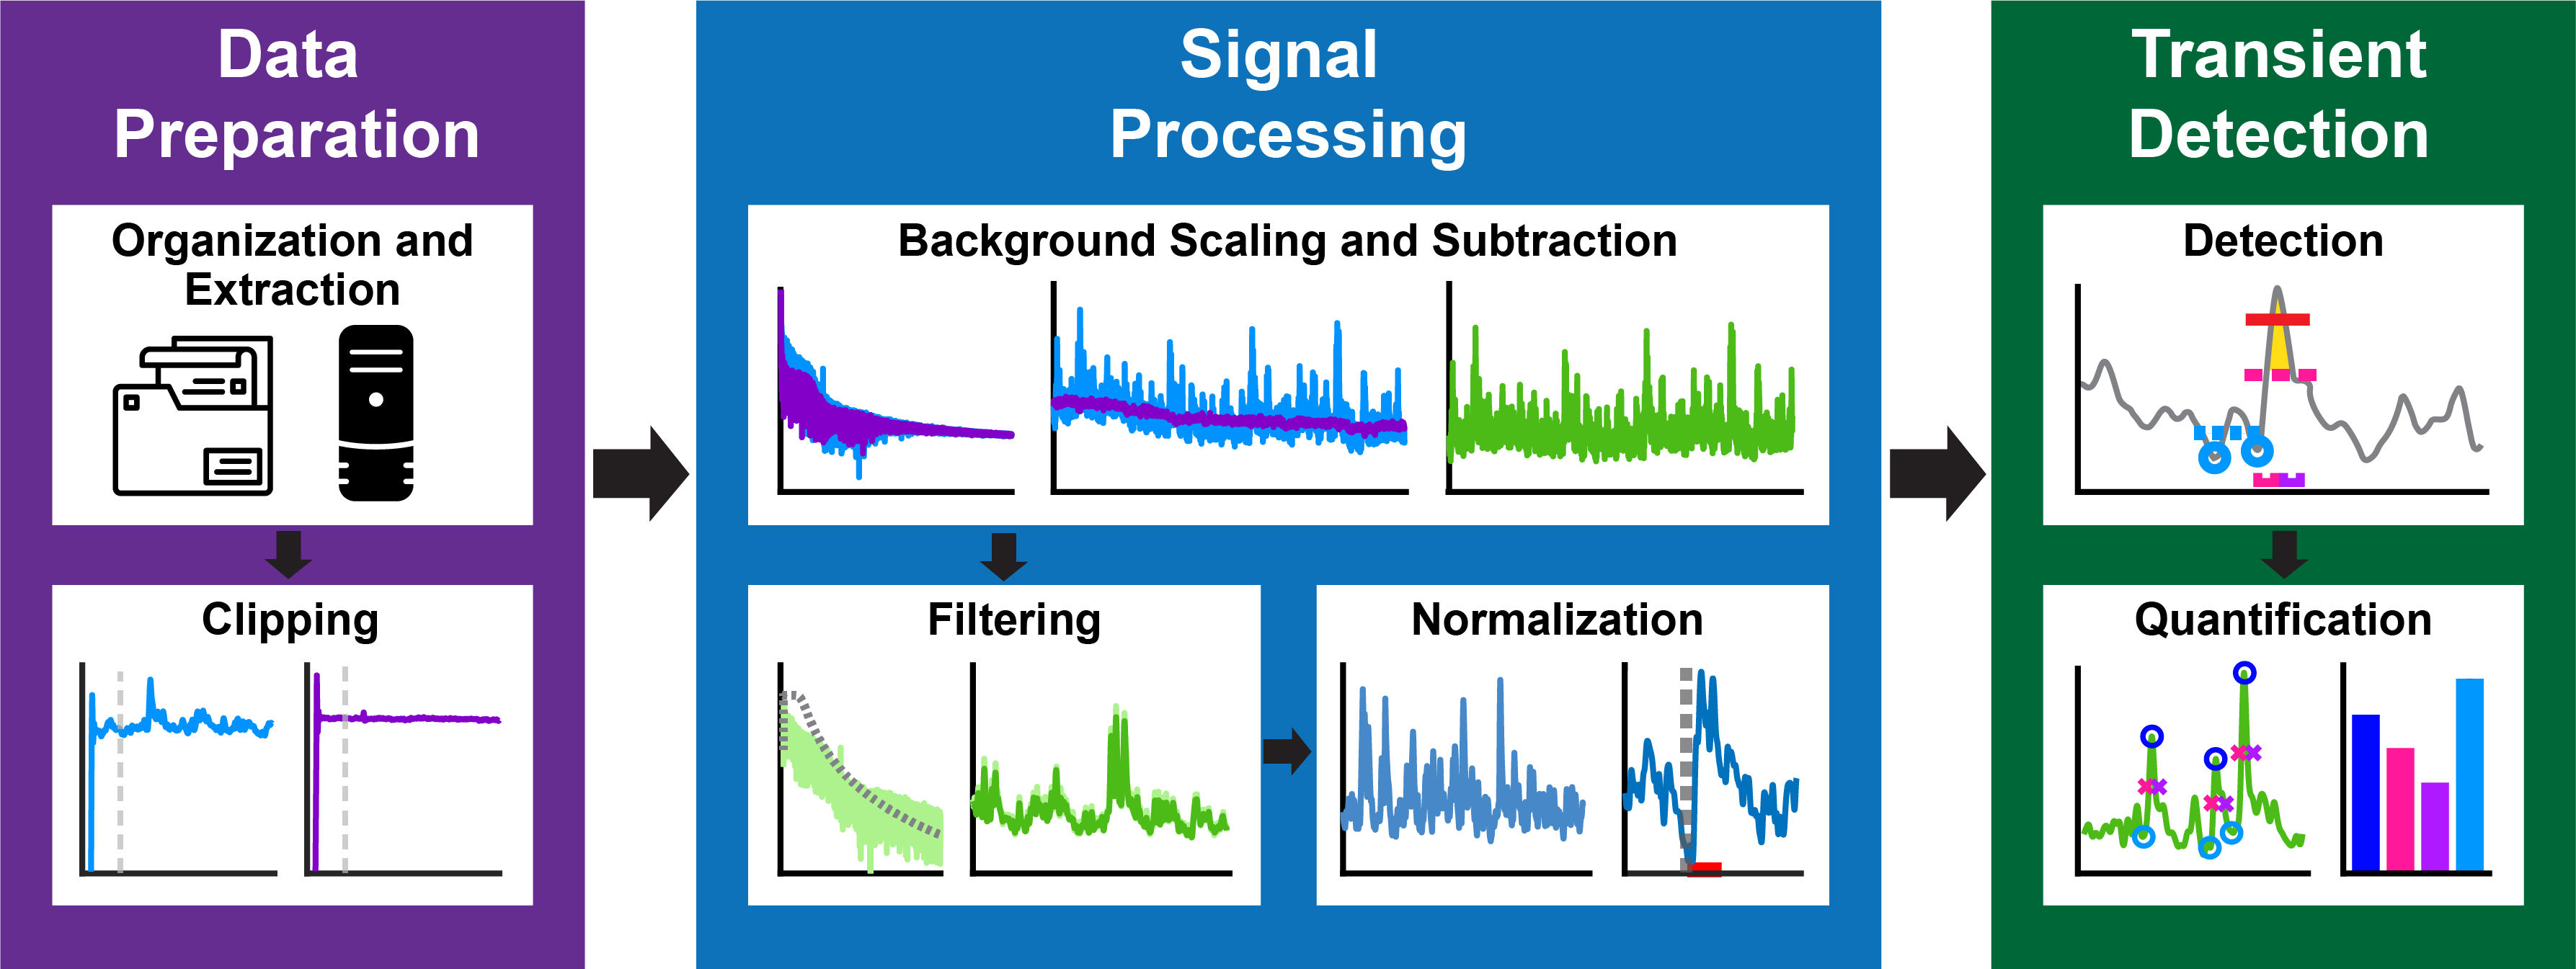 Data
Preparation
Organization and
Extraction
Clipping
Signal
Processing
Background Scaling and Subtraction
Filtering
Normalization
Transient
Detection
Detection
Quantification